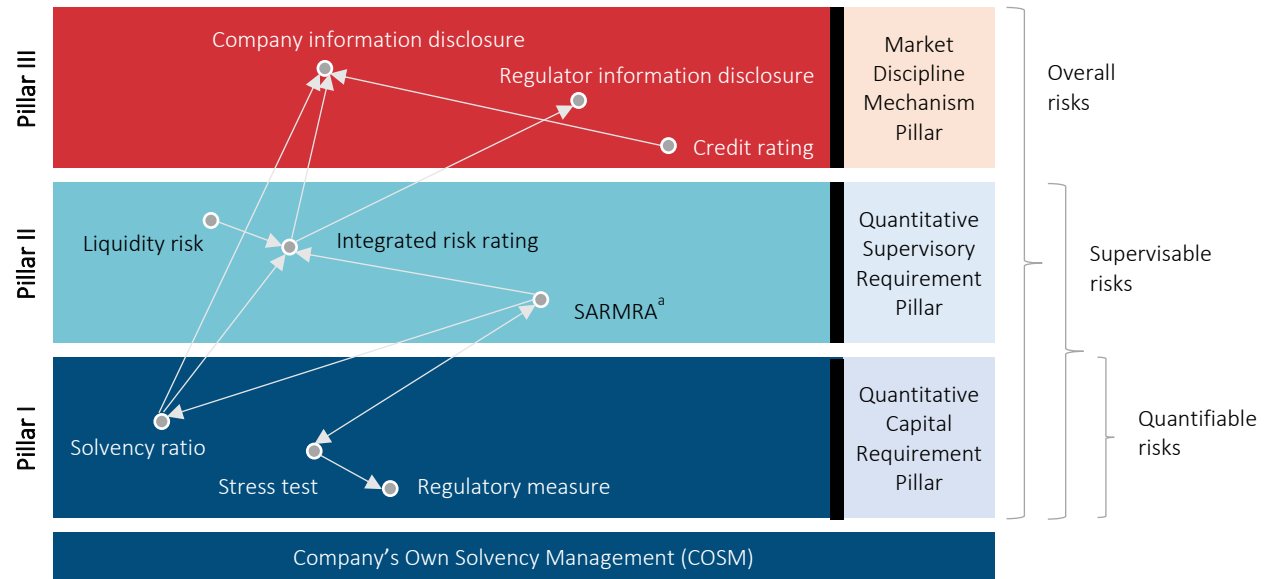 Pillar III
Company information disclosure
Regulator information disclosure
Credit rating
Market
Discipline
Mechanism
Pillar
Overall
risks
Pillar II
Liquidity risk
Integrated risk rating
SARMRAa
Quantitative
Supervisory
Requirement
Pillar
Supervisable
risks
Pillar I
Solvency ratio
Stress test
Regulatory measure
Quantitative
Capital
Requirement
Pillar
Quantifiable
risks
Company's Own Solvency Management (COSM)